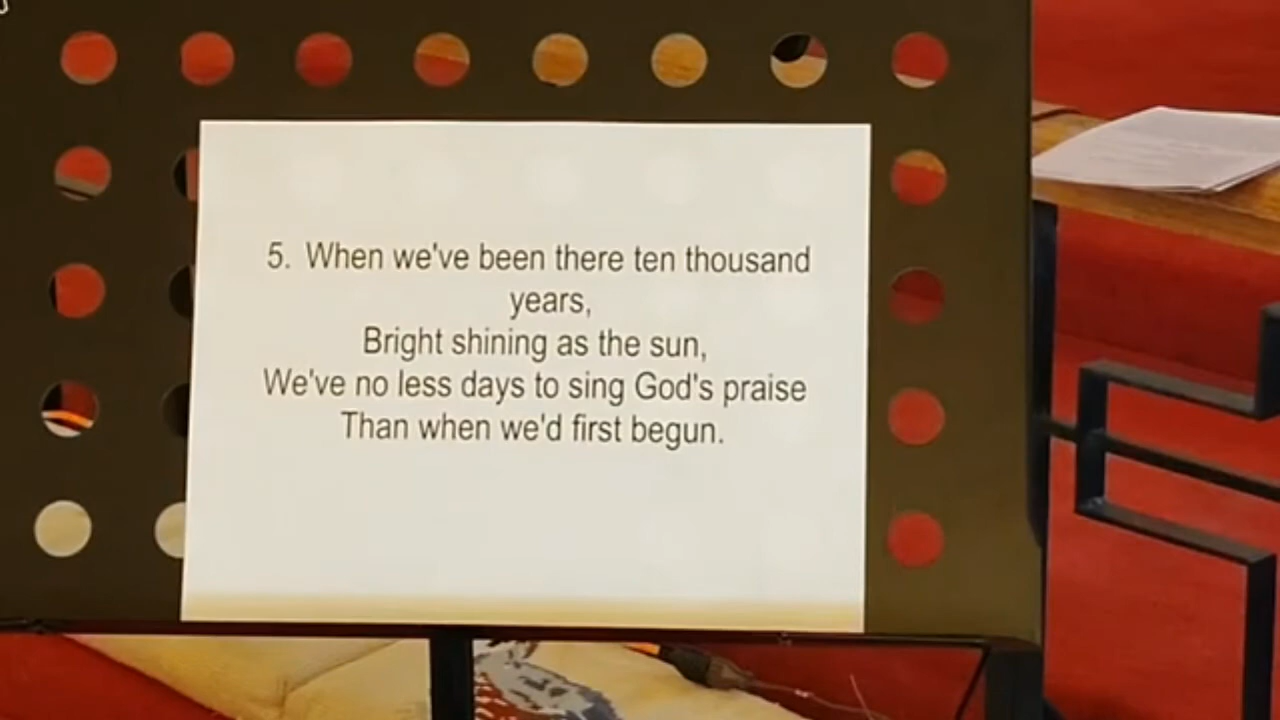 5. When we've been there ten thousand
years,
Bright shining as the sun,
We've no less days to sing God's praise
Than when we'd first begun.